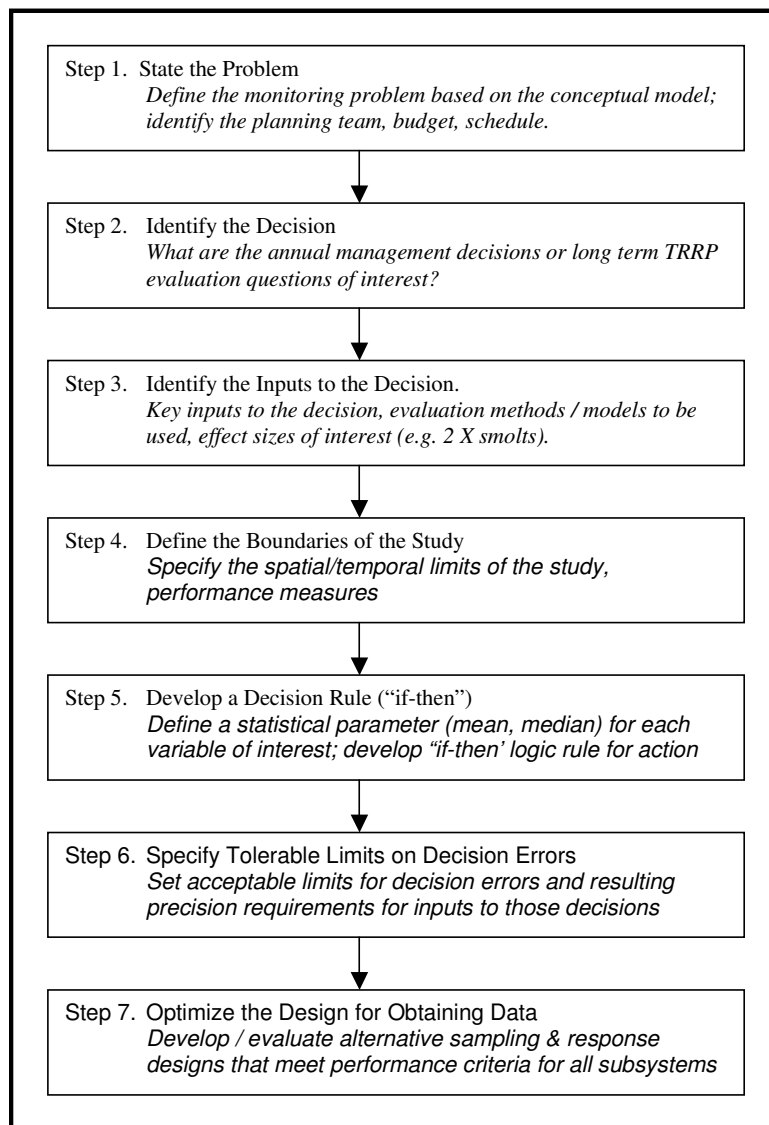 Step 1.  State the Problem
Define the monitoring problem based on the conceptual model;
identify the planning team, budget, schedule.
Step 2.   Identify the Decision
What are the annual management decisions or long term TRRP
evaluation questions of interest?
Step 3.   Identify the Inputs to the Decision.
Key inputs to the decision, evaluation methods / models to be
used, effect sizes of interest (e.g. 2 X smolts).
Step 4.   Define the Boundaries of the Study
Specify the spatial/temporal limits of the study,
performance measures
Step 5.   Develop a Decision Rule (“if-then”)
Define a statistical parameter (mean, median) for each
variable of interest; develop “if-then’ logic rule for action
Step 6.  Specify Tolerable Limits on Decision Errors
Set acceptable limits for decision errors and resulting
precision requirements for inputs to those decisions
Step 7.  Optimize the Design for Obtaining Data
Develop / evaluate alternative sampling & response
designs that meet performance criteria for all subsystems